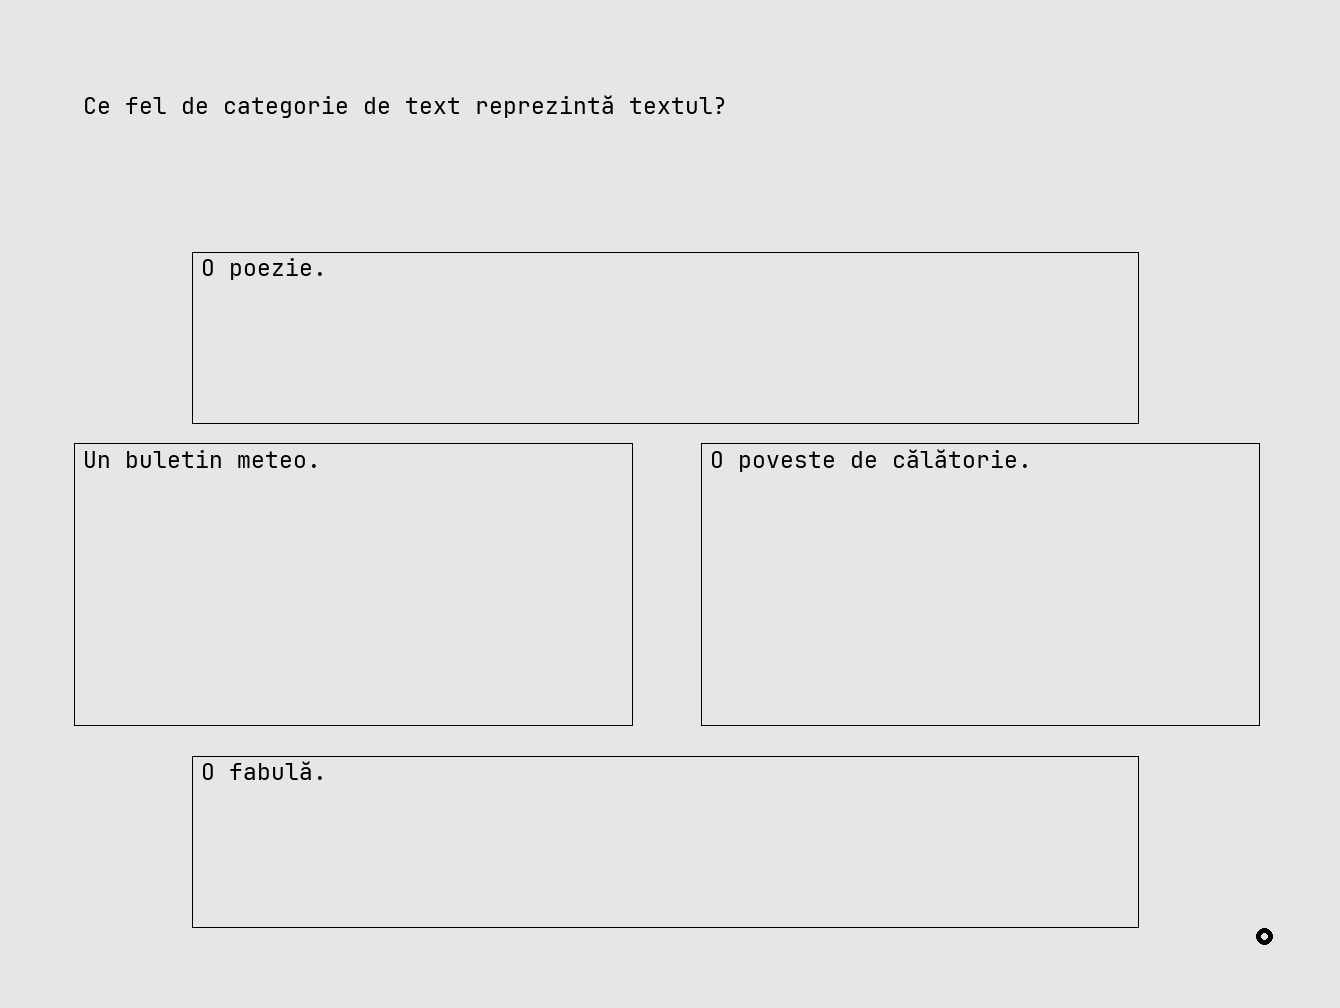 Ce fel de categorie de text reprezintă textul?
O poezie.
Un buletin meteo.
O poveste de călătorie.
O fabulă.